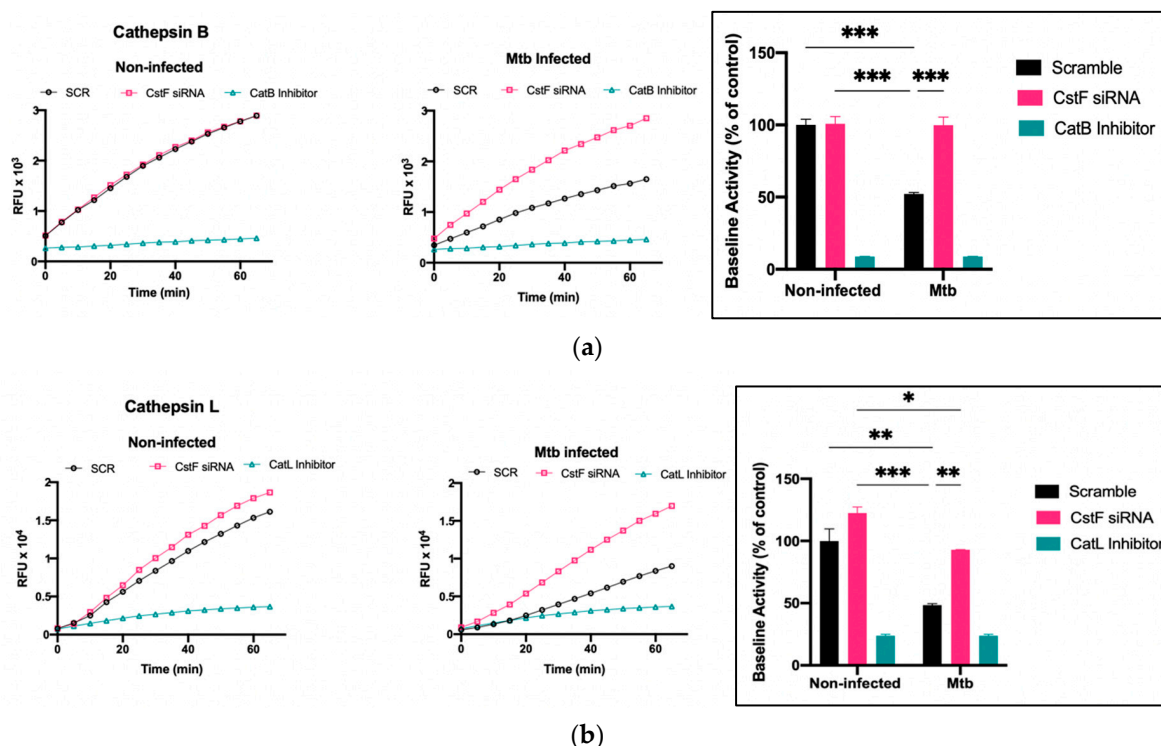 Cathepsin B
Non-infected
SCR CstF siRNA CatB Inhibitor
RFU x 10³
3
2
1
0
0 20 40 60
Time (min)
Mtb Infected
SCR CstF siRNA CatB Inhibitor
RFU x 10³
3
2
1
0
0 20 40 60
Time (min)
Baseline Activity (% of control)
150
100
50
0
***
*** ***
Non-infected Mtb
Scramble
CstF siRNA
CatB Inhibitor
(a)
Cathepsin L
Non-infected
SCR CstF siRNA CatL Inhibitor
RFU x 10⁴
2
1.5
1
0.5
0
0 20 40 60
Time (min)
Mtb infected
SCR CstF siRNA CatL Inhibitor
RFU x 10⁴
2
1.5
1
0.5
0
0 20 40 60
Time (min)
Baseline Activity (% of control)
150
100
50
0
*
**
*** **
Non-infected Mtb
Scramble
CstF siRNA
CatL Inhibitor
(b)